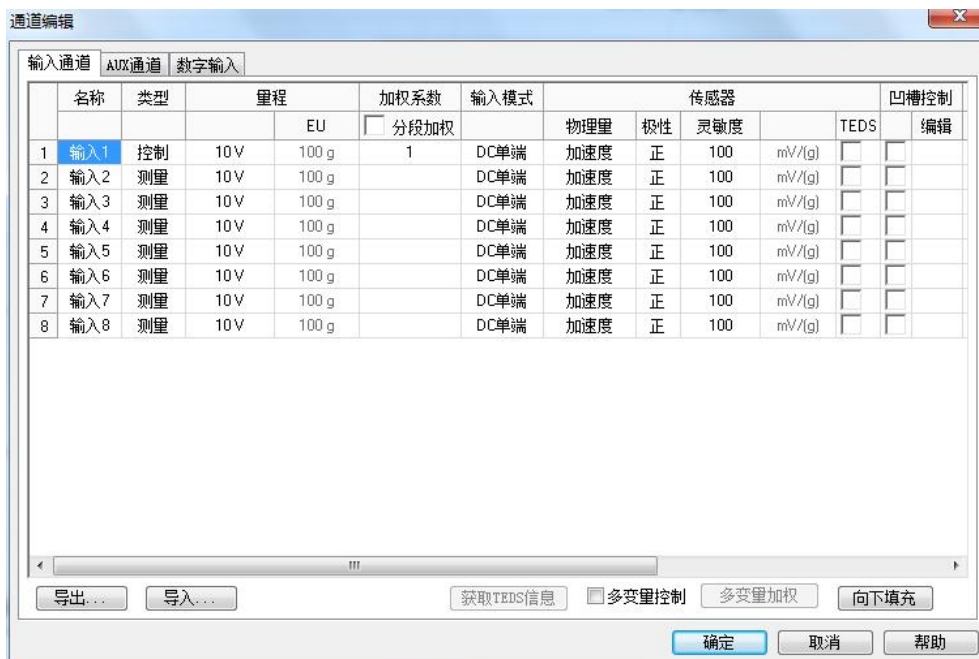 通道编辑
输入通道 AUX通道 数字输入
名称 类型 量程 加权系数 输入模式 传感器 凹槽控制
EU 分段加权 物理量 极性 灵敏度 TEDS 编辑
1 输入1 控制 10 V 100 g 1 DC单端 加速度 正 100 mV/(g)
2 输入2 测量 10 V 100 g DC单端 加速度 正 100 mV/(g)
3 输入3 测量 10 V 100 g DC单端 加速度 正 100 mV/(g)
4 输入4 测量 10 V 100 g DC单端 加速度 正 100 mV/(g)
5 输入5 测量 10 V 100 g DC单端 加速度 正 100 mV/(g)
6 输入6 测量 10 V 100 g DC单端 加速度 正 100 mV/(g)
7 输入7 测量 10 V 100 g DC单端 加速度 正 100 mV/(g)
8 输入8 测量 10 V 100 g DC单端 加速度 正 100 mV/(g)
导出... 导入... 获取TEDS信息 多变量控制 多变量加权 向下填充
确定 取消 帮助